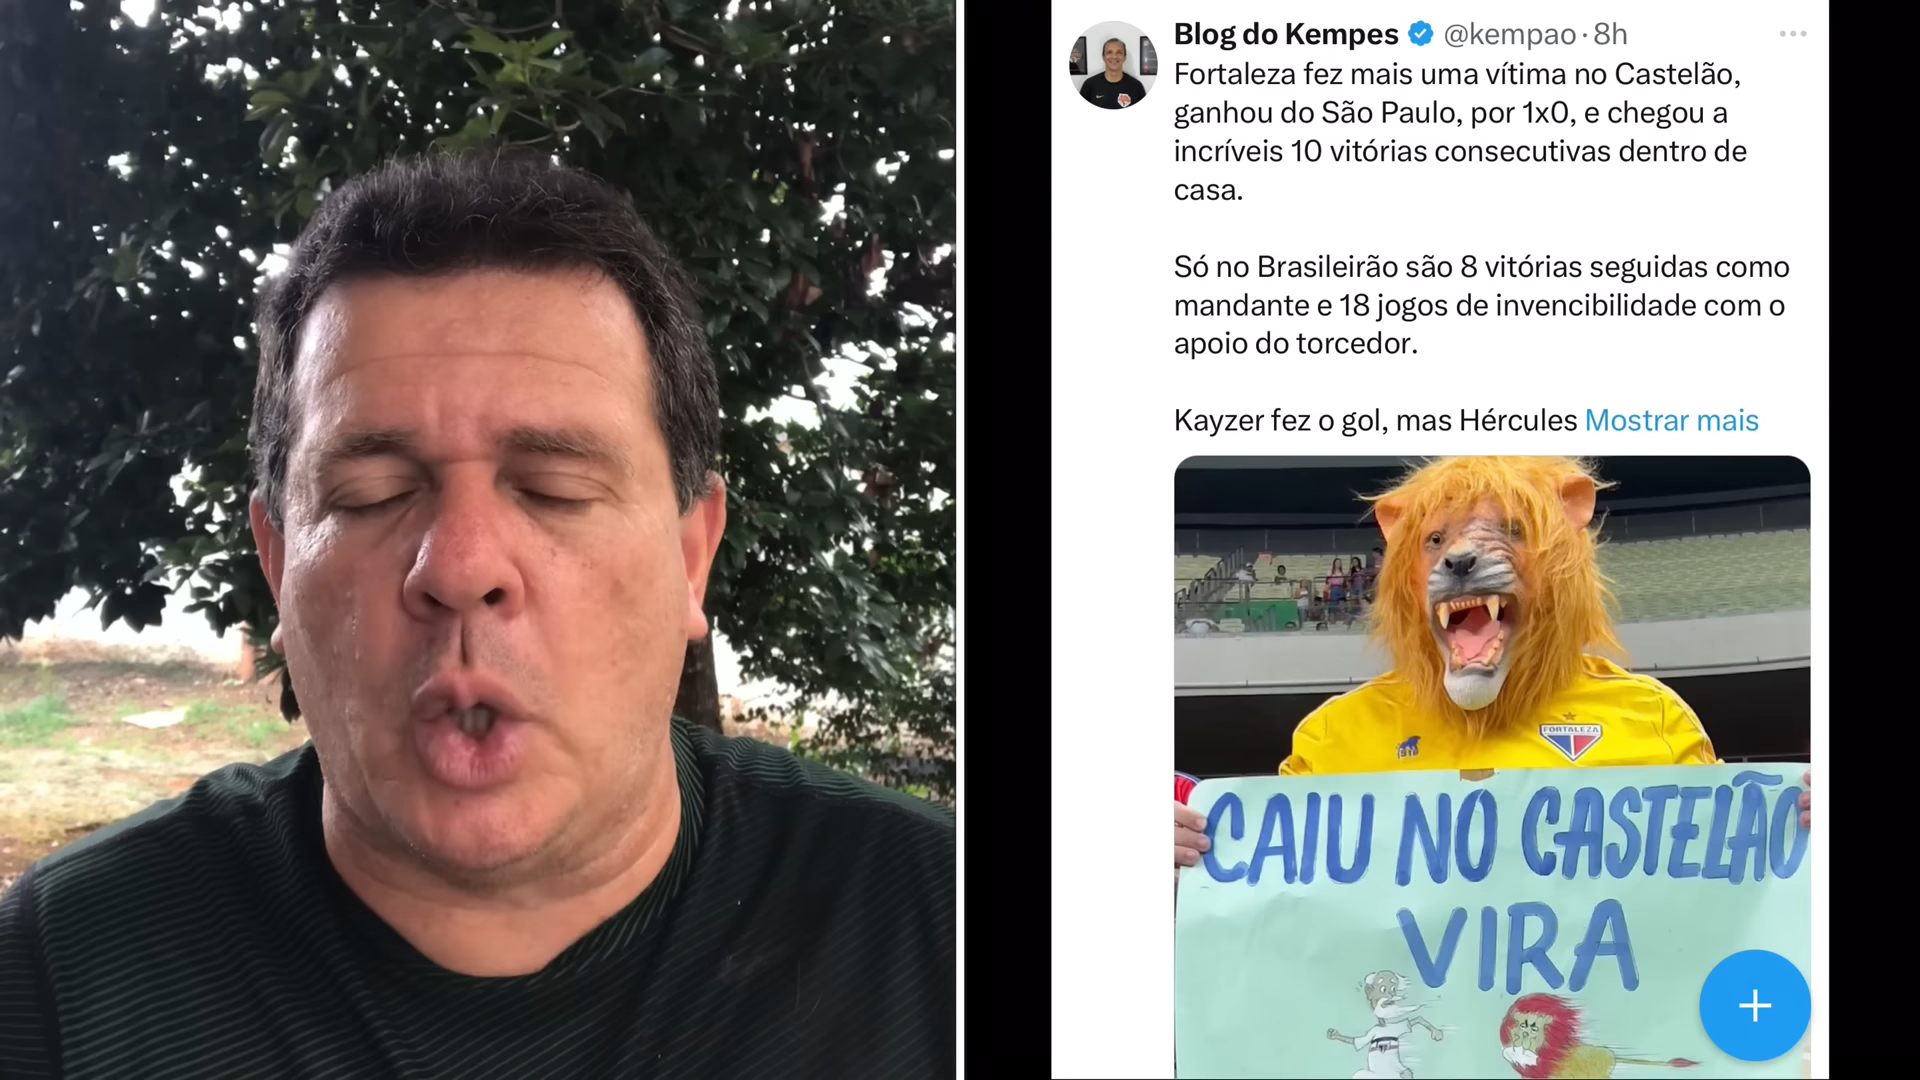 Blog do Kempes @kempao · 8h
Fortaleza fez mais uma vítima no Castelão,
ganhou do São Paulo, por 1x0, e chegou a
incríveis 10 vitórias consecutivas dentro de
casa.
Só no Brasileirão são 8 vitórias seguidas como
mandante e 18 jogos de invencibilidade com o
apoio do torcedor.
Kayzer fez o gol, mas Hércules Mostrar mais
FORTALEZA
CAIU NO CASTELÃO
VIRA